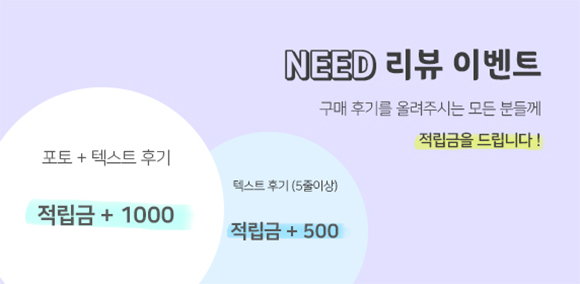 NEED 리뷰 이벤트
구매 후기를 올려주시는 모든 분들께
적립금을 드립니다 !
포토 + 텍스트 후기
적립금 + 1000
텍스트 후기 (5줄이상)
적립금 + 500